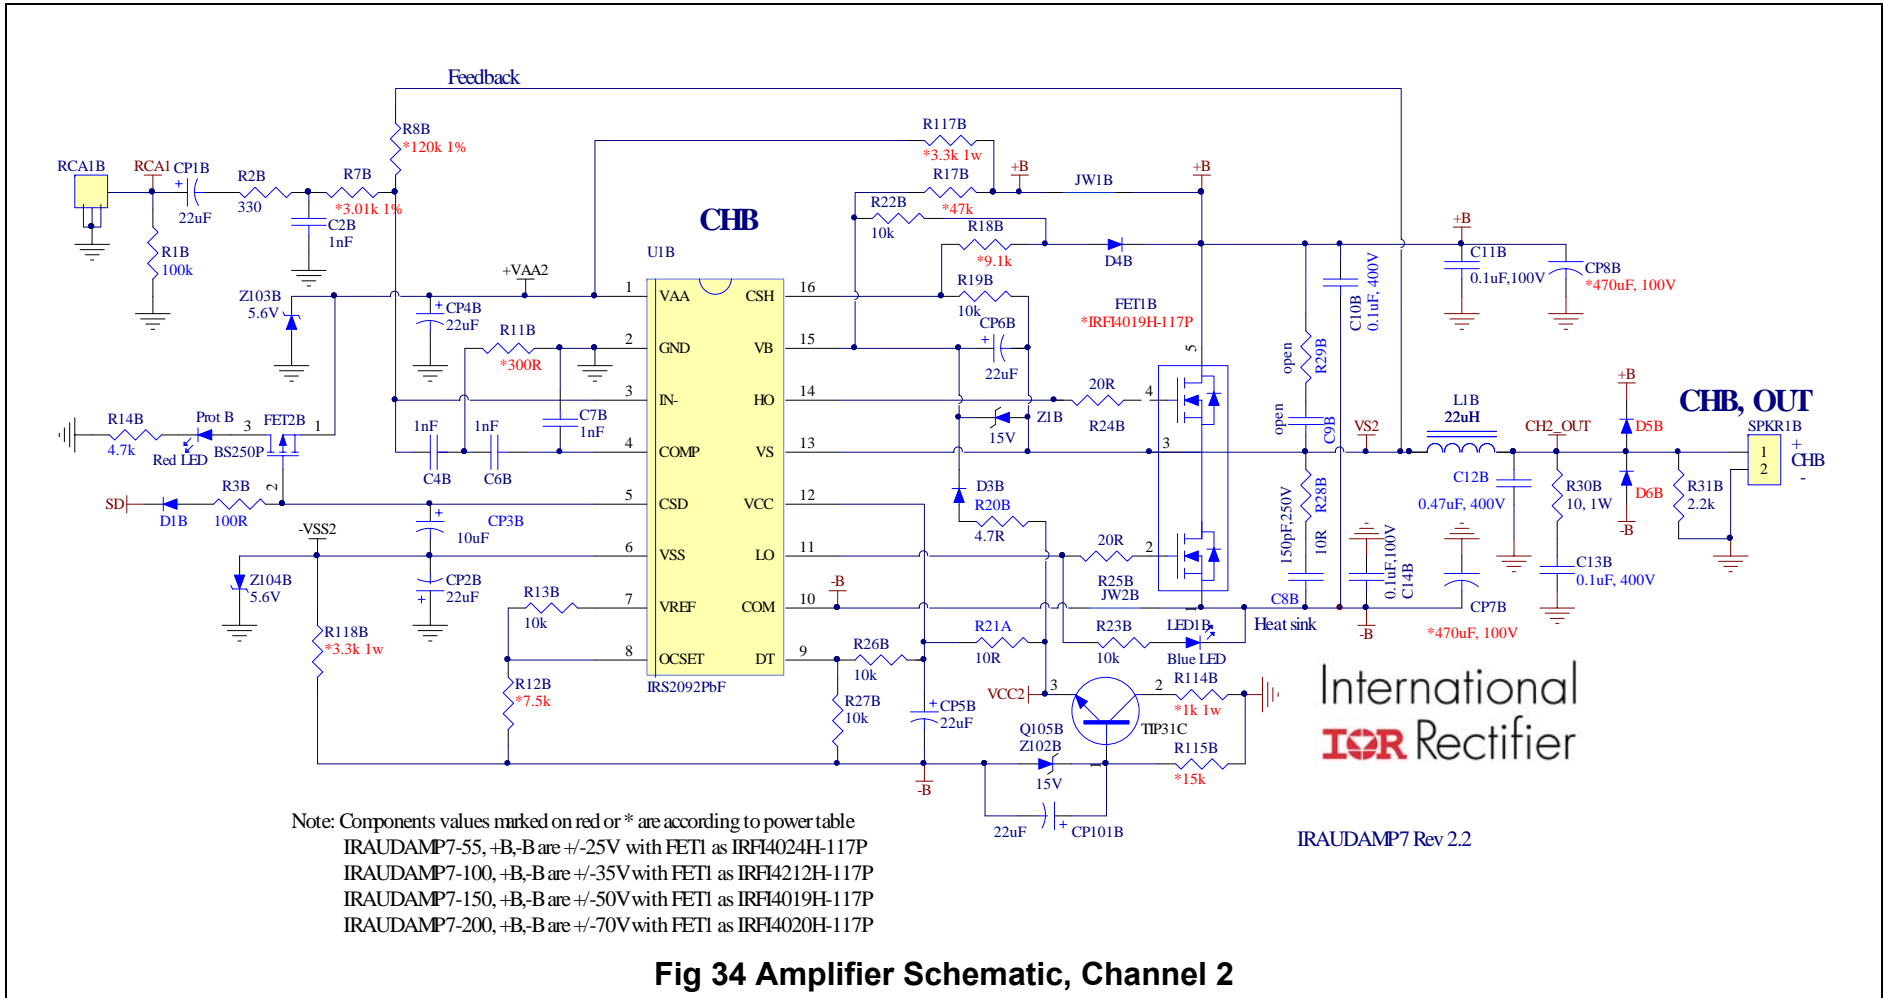 Feedback
R8B
*120k 1%
R117B
*3.3k 1w
RCA1B
RCA1
CP1B
+
22uF
R2B
330
R7B
*3.01k 1%
C2B
1nF
R1B
100k
R17B
*47k
+B
JW1B
+B
R22B
10k
CHB
R18B
*9.1k
D4B
+B
C11B
0.1uF,100V
CP8B
*470uF, 100V
U1B
R19B
10k
C10B
0.1uF, 400V
+VAA2
Z103B
5.6V
+
CP4B
22uF
R11B
*300R
1
VAA
CSH
16
2
GND
VB
15
3
IN-
HO
14
4
COMP
VS
13
5
CSD
VCC
12
6
VSS
LO
11
7
VREF
COM
10
8
OCSET
DT
9
IRS2092PbF
CP6B
+
22uF
FET1B
*IRFI4019H-117P
5
4
3
2
1
open
R29B
open
C9B
20R
R24B
Z1B
15V
C7B
1nF
1nF
C4B
1nF
C6B
R14B
4.7k
Prot B
Red LED
3
FET2B
BS250P
1
2
SD
D1B
R3B
100R
+
CP3B
10uF
-VSS2
Z104B
5.6V
CP2B
22uF
+
R118B
*3.3k 1w
R13B
10k
R12B
*7.5k
D3B
R20B
4.7R
20R
R25B
JW2B
-B
R21A
10R
R23B
10k
LED1B
Blue LED
Heat sink
R26B
10k
R27B
10k
+
CP5B
22uF
-B
VCC2
3
2
1
TIP31C
R114B
*1k 1w
R115B
*15k
Q105B
Z102B
15V
22uF
+
CP101B
VS2
R28B
10R
150pF,250V
C8B
0.1uF,100V
C14B
-B
CP7B
*470uF, 100V
L1B
22uH
CH2_OUT
+B
D5B
D6B
-B
C12B
0.47uF, 400V
R30B
10, 1W
C13B
0.1uF, 400V
R31B
2.2k
CHB, OUT
SPKR1B
1
2
+
CHB
-
International
IOR Rectifier
IRAUDAMP7 Rev 2.2
Note: Components values marked on red or * are according to power table
IRAUDAMP7-55, +B,-B are +/-25V with FET1 as IRFI4024H-117P
IRAUDAMP7-100, +B,-B are +/-35V with FET1 as IRFI4212H-117P
IRAUDAMP7-150, +B,-B are +/-50V with FET1 as IRFI4019H-117P
IRAUDAMP7-200, +B,-B are +/-70V with FET1 as IRFI4020H-117P
Fig 34 Amplifier Schematic, Channel 2